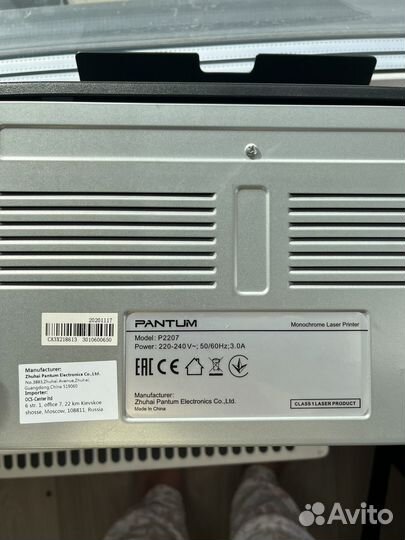 20201117
CA3X218613 3010600650
Manufacturer:
Zhuhai Pantum Electronics Co.,Ltd.
No.3883,Zhuhai Avenue,Zhuhai,
Guangdong,China 519060
Importer:
OCS-Center ltd
6 str. 1, office 7, 22 km Kievskoe
shosse, Moscow, 108811, Russia
PANTUM
Monochrome Laser Printer
Model: P2207
Power: 220-240V~; 50/60Hz;3.0A
EAC CE
Manufacturer:
Zhuhai Pantum Electronics Co.,Ltd.
Made In China
CLASS 1 LASER PRODUCT
Avito